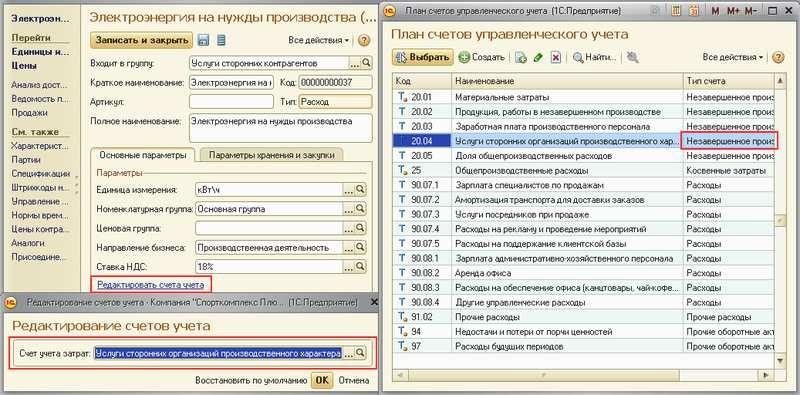 Электроэн...
Перейти
Единицы и...
Цены
Анализ дост...
Ведомость п...
Продажи
См. также
Характерист...
Партии
Спецификации
Штрихкоды н...
Управление ...
Нормы време...
Цены контра...
Аналоги
Присоедине...
Электроэнергия на нужды производства (... (1С:Предприятие)
Электроэнергия на нужды производства (...
Записать и закрыть
Все действия
Входит в группу: Услуги сторонних контрагентов
Краткое наименование: Электроэнергия на н Код: 00000000037
Артикул: Тип: Расход
Полное наименование: Электроэнергия на нужды производства
Основные параметры Параметры хранения и закупки
Параметры
Единица измерения: кВт\ч
Номенклатурная группа: Основная группа
Ценовая группа:
Направление бизнеса: Производственная деятельность
Ставка НДС: 18%
Редактировать счета учета
Редактирование счетов учета - Компания "Спорткомплекс Плю... (1С:Предприятие)
Редактирование счетов учета
Счет учета затрат: Услуги сторонних организаций производственного характера
Восстановить по умолчанию OK Отмена
План счетов управленческого учета (1С:Предприятие)
M M+ M-
План счетов управленческого учета
Выбрать Создать Найти... Все действия
Код Наименование Тип счета
20.01 Материальные затраты Незавершенное произ
20.02 Продукция, работы в незавершенном производстве Незавершенное произ
20.03 Заработная плата производственного персонала Незавершенное произ
20.04 Услуги сторонних организаций производственного хар... Незавершенное произ
20.05 Доля общепроизводственных расходов Незавершенное произ
25 Общепроизводственные расходы Косвенные затраты
90.07.1 Зарплата специалистов по продажам Расходы
90.07.2 Амортизация транспорта для доставки заказов Расходы
90.07.3 Услуги посредников при продаже Расходы
90.07.4 Расходы на рекламу и проведение мероприятий Расходы
90.07.5 Расходы на поддержание клиентской базы Расходы
90.08.1 Зарплата административно-хозяйственного персонала Расходы
90.08.2 Аренда офиса Расходы
90.08.3 Расходы на обеспечение офиса (канцтовары, чай-кофе... Расходы
90.08.4 Другие управленческие расходы Расходы
91.02 Прочие расходы Прочие расходы
94 Недостачи и потери от порчи ценностей Прочие оборотные акт
97 Расходы будущих периодов Прочие оборотные акт